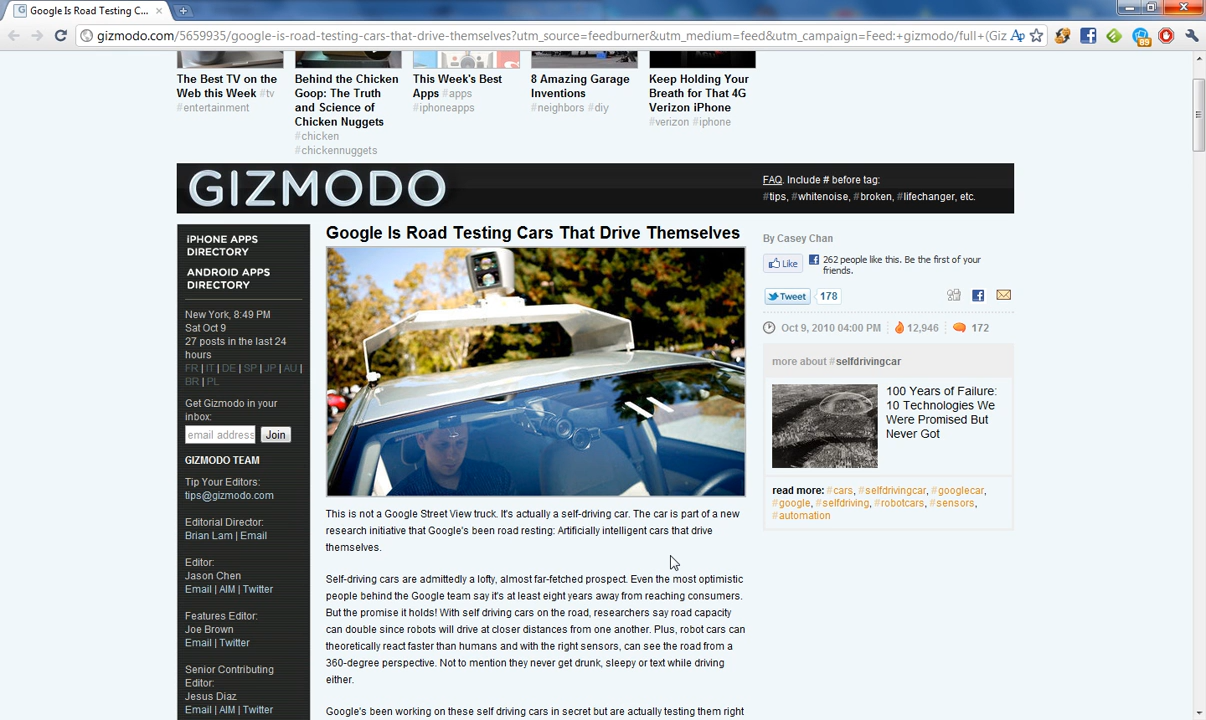 Google Is Road Testing C...
gizmodo.com/5659935/google-is-road-testing-cars-that-drive-themselves?utm_source=feedburner&utm_medium=feed&utm_campaign=Feed:+gizmodo/full+(Giz
89
The Best TV on the
Web this Week #tv
#entertainment
Behind the Chicken
Goop: The Truth
and Science of
Chicken Nuggets
#chicken
#chickennuggets
This Week's Best
Apps #apps
#iphoneapps
8 Amazing Garage
Inventions
#neighbors #diy
Keep Holding Your
Breath for That 4G
Verizon iPhone
#verizon #iphone
GIZMODO
FAQ. Include # before tag:
#tips, #whitenoise, #broken, #lifechanger, etc.
iPHONE APPS
DIRECTORY
ANDROID APPS
DIRECTORY
New York, 8:49 PM
Sat Oct 9
27 posts in the last 24
hours
FR | IT | DE | SP | JP | AU |
BR | PL
Get Gizmodo in your
inbox:
email address
Join
GIZMODO TEAM
Tip Your Editors:
tips@gizmodo.com
Editorial Director:
Brian Lam | Email
Editor:
Jason Chen
Email | AIM | Twitter
Features Editor:
Joe Brown
Email | Twitter
Senior Contributing
Editor:
Jesus Diaz
Email | AIM | Twitter
Google Is Road Testing Cars That Drive Themselves
This is not a Google Street View truck. It's actually a self-driving car. The car is part of a new
research initiative that Google's been road resting: Artificially intelligent cars that drive
themselves.
Self-driving cars are admittedly a lofty, almost far-fetched prospect. Even the most optimistic
people behind the Google team say it's at least eight years away from reaching consumers.
But the promise it holds! With self driving cars on the road, researchers say road capacity
can double since robots will drive at closer distances from one another. Plus, robot cars can
theoretically react faster than humans and with the right sensors, can see the road from a
360-degree perspective. Not to mention they never get drunk, sleepy or text while driving
either.
Google's been working on these self driving cars in secret but are actually testing them right
By Casey Chan
Like
262 people like this. Be the first of your
friends.
Tweet
178
Oct 9, 2010 04:00 PM
12,946
172
more about #selfdrivingcar
100 Years of Failure:
10 Technologies We
Were Promised But
Never Got
read more: #cars, #selfdrivingcar, #googlecar,
#google, #selfdriving, #robotcars, #sensors,
#automation